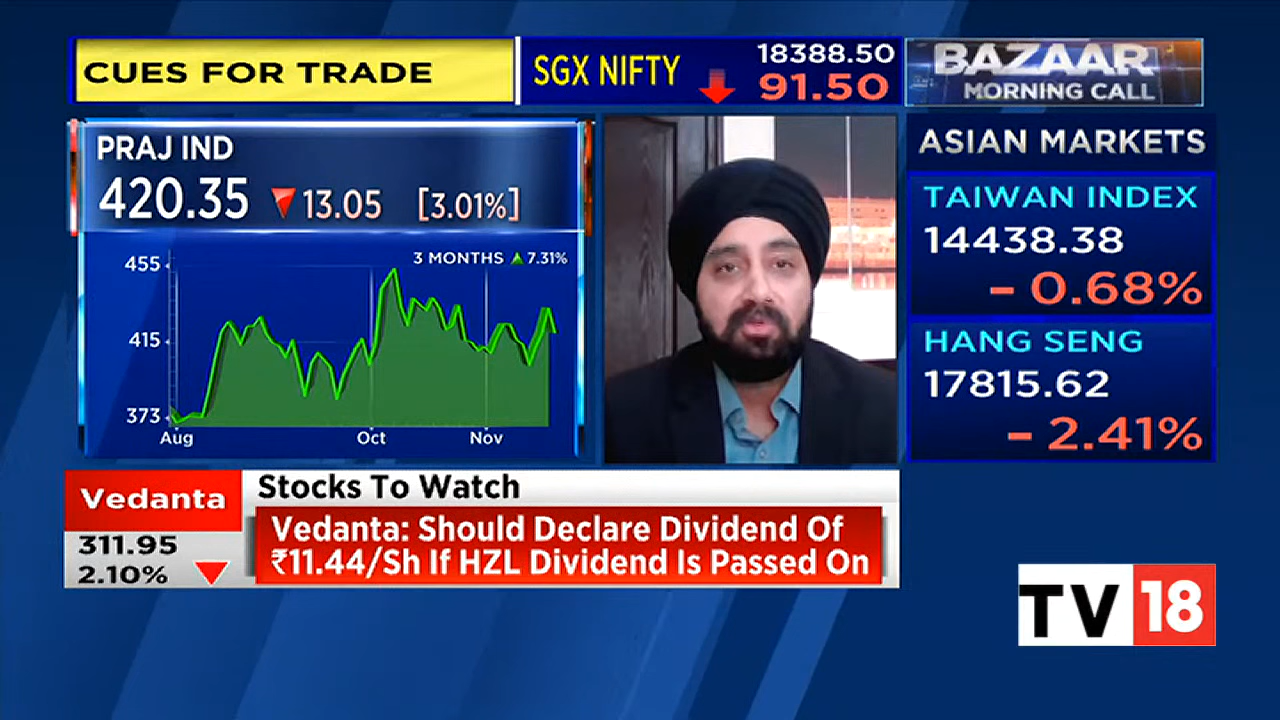 CUES FOR TRADE
SGX NIFTY
18388.50
91.50
BAZAAR
MORNING CALL
PRAJ IND
420.35 13.05 [3.01%]
3 MONTHS 7.31%
455
415
373
Aug Oct Nov
ASIAN MARKETS
TAIWAN INDEX
14438.38
- 0.68%
HANG SENG
17815.62
- 2.41%
Vedanta
311.95
2.10%
Stocks To Watch
Vedanta: Should Declare Dividend Of
₹11.44/Sh If HZL Dividend Is Passed On
TV18